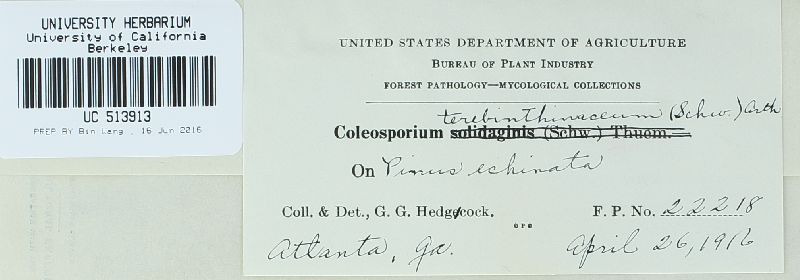 UNIVERSITY HERBARIUM
University of California
Berkeley
UC 513913
PREP BY Bin Lang , 16 Jun 2016
UNITED STATES DEPARTMENT OF AGRICULTURE
BUREAU OF PLANT INDUSTRY
FOREST PATHOLOGY—MYCOLOGICAL COLLECTIONS
terebinthinaceum (Schw.) Arth
Coleosporium solidaginis (Schw.) Thuem.
On Pinus echinata
Coll. & Det., G. G. Hedgecock. F. P. No. 22218
Atlanta, Ga. April 26, 1916